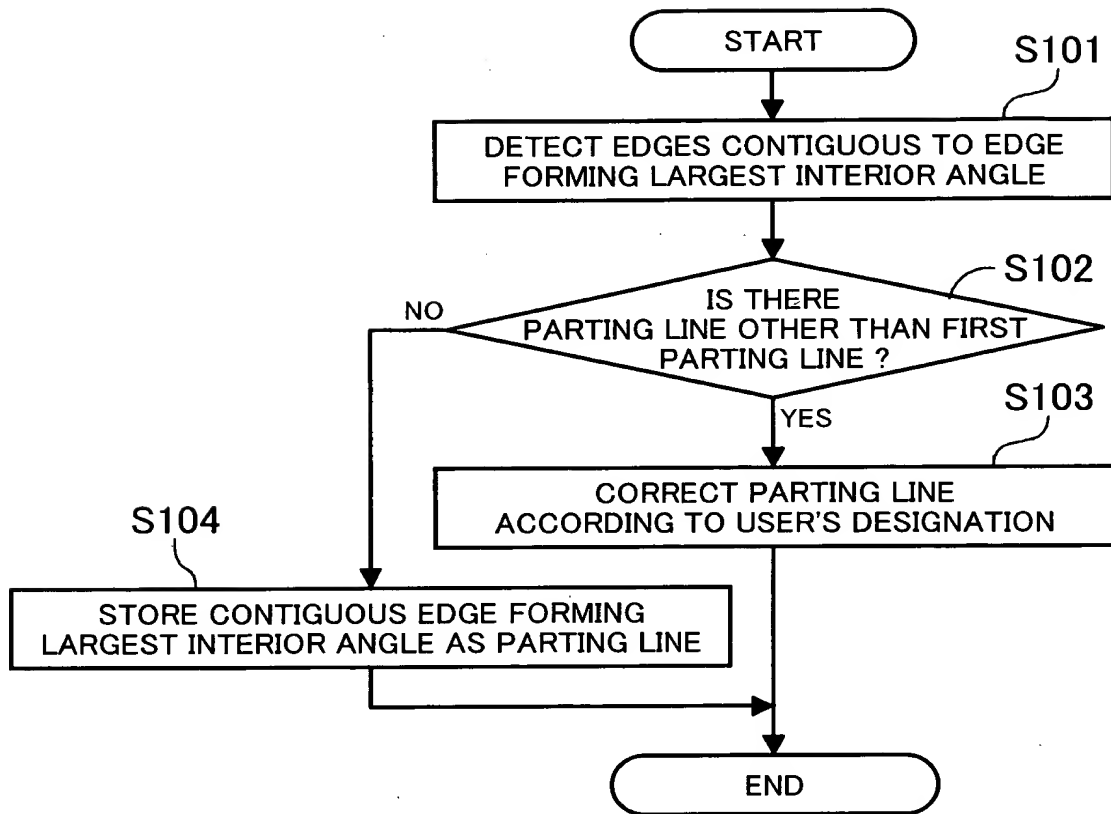 START
S101
DETECT EDGES CONTIGUOUS TO EDGE
FORMING LARGEST INTERIOR ANGLE
S102
IS THERE
PARTING LINE OTHER THAN FIRST
PARTING LINE ?
NO
YES
S103
CORRECT PARTING LINE
ACCORDING TO USER'S DESIGNATION
S104
STORE CONTIGUOUS EDGE FORMING
LARGEST INTERIOR ANGLE AS PARTING LINE
END